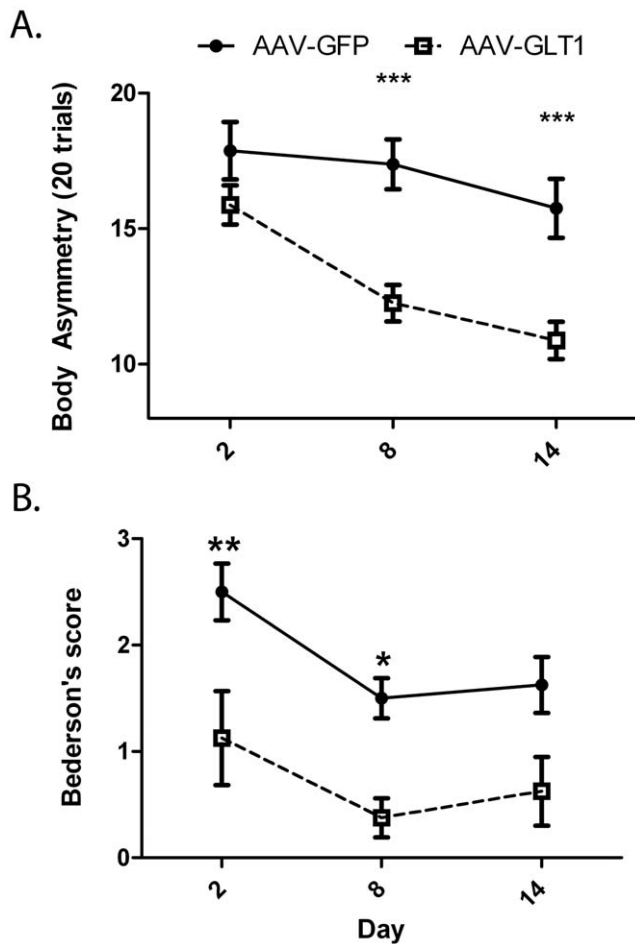 A.
AAV-GFP AAV-GLT1
Body Asymmetry (20 trials)
20
15
10
***
***
2
8
14
B.
Bederson's score
3
2
1
0
**
*
2
8
14
Day